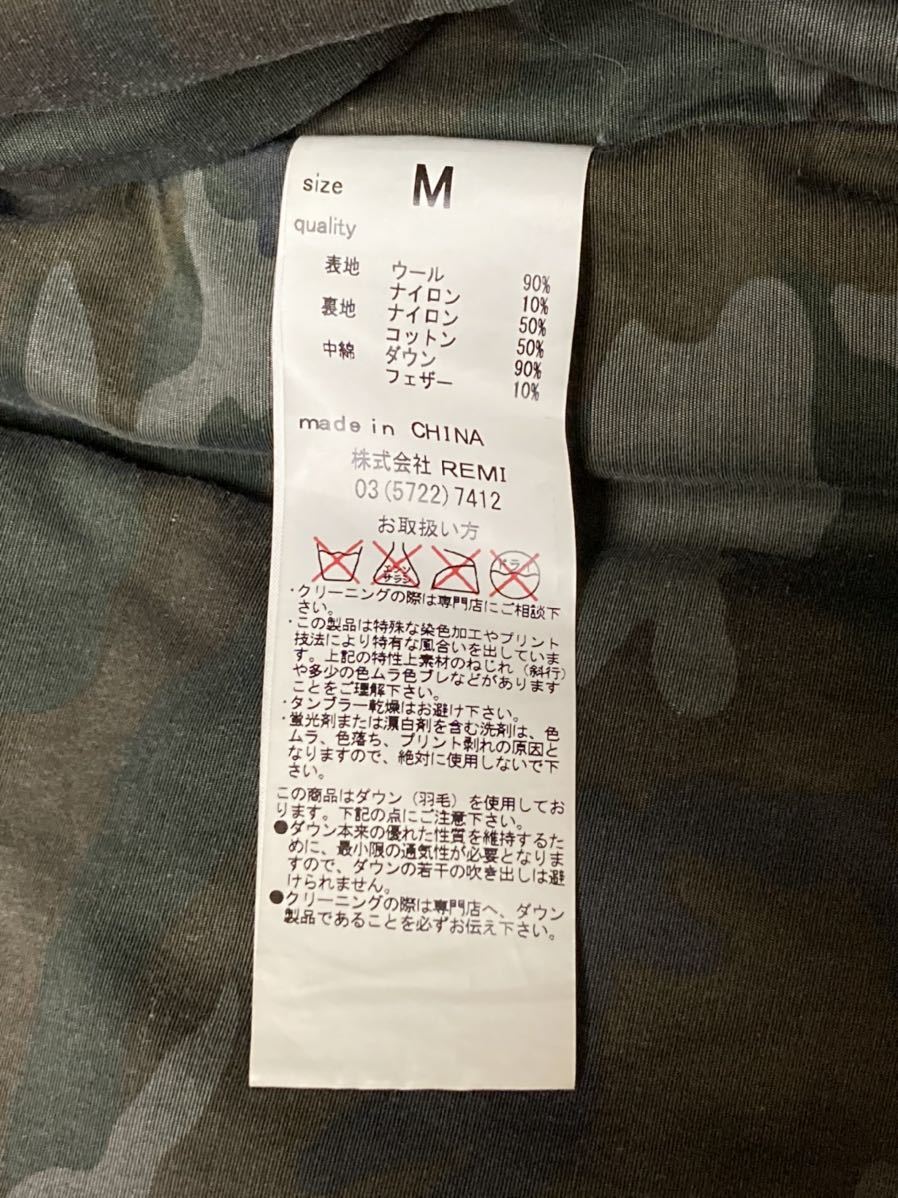 size M
quality
表地 ウール 90%
ナイロン 10%
裏地 ナイロン 50%
コットン 50%
中綿 ダウン 90%
フェザー 10%
made in CHINA
株式会社 REMI
03(5722)7412
お取扱い方
エンソ
サラシ
ドライ
・クリーニングの際は専門店にご相談下
さい。
・この製品は特殊な染色加工やプリント
技法により特有な風合いを出していま
す。上記の特性上素材のねじれ（斜行）
や多少の色ムラ色ブレなどがあります
ことをご理解下さい。
・タンブラー乾燥はお避け下さい。
・蛍光剤または漂白剤を含む洗剤は、色
ムラ、色落ち、プリント剥れの原因と
なりますので、絶対に使用しないで下
さい。
この商品はダウン（羽毛）を使用してお
ります。下記の点にご注意下さい。
●ダウン本来の優れた性質を維持するた
めに、最小限の通気性が必要となりま
すので、ダウンの若干の吹き出しは避
けられません。
●クリーニングの際は専門店へ、ダウン
製品であることを必ずお伝え下さい。